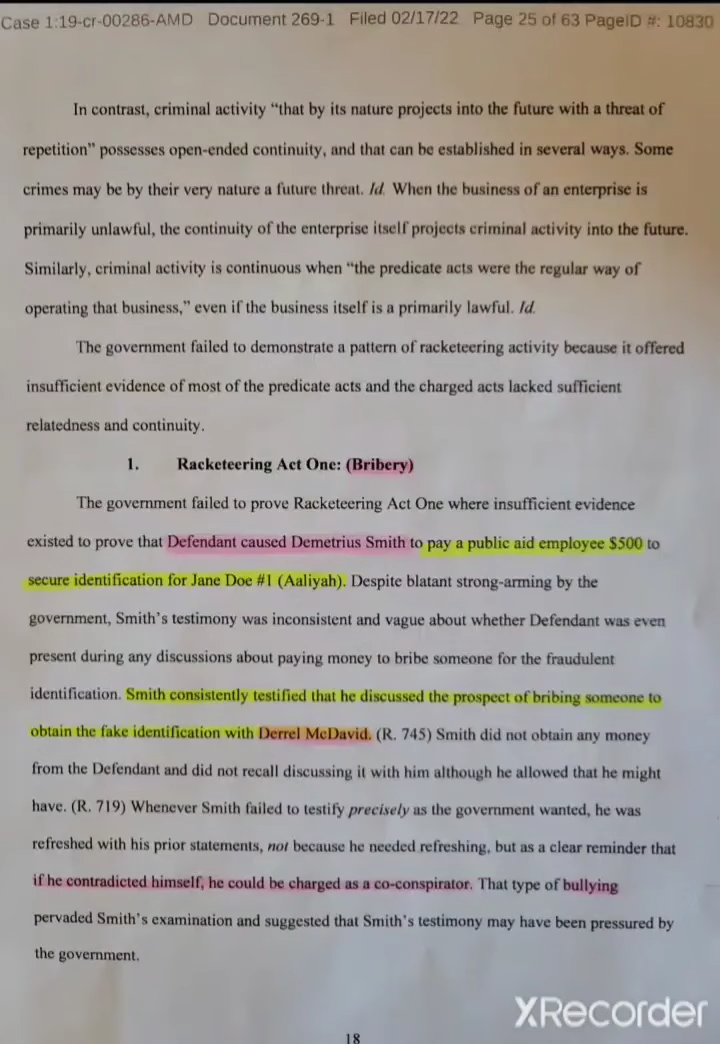 Case 1:19-cr-00286-AMD Document 269-1 Filed 02/17/22 Page 25 of 63 PageID #: 10830
In contrast, criminal activity “that by its nature projects into the future with a threat of
repetition” possesses open-ended continuity, and that can be established in several ways. Some
crimes may be by their very nature a future threat. Id. When the business of an enterprise is
primarily unlawful, the continuity of the enterprise itself projects criminal activity into the future.
Similarly, criminal activity is continuous when “the predicate acts were the regular way of
operating that business,” even if the business itself is a primarily lawful. Id.
The government failed to demonstrate a pattern of racketeering activity because it offered
insufficient evidence of most of the predicate acts and the charged acts lacked sufficient
relatedness and continuity.
1. Racketeering Act One: (Bribery)
The government failed to prove Racketeering Act One where insufficient evidence
existed to prove that Defendant caused Demetrius Smith to pay a public aid employee $500 to
secure identification for Jane Doe #1 (Aaliyah). Despite blatant strong-arming by the
government, Smith’s testimony was inconsistent and vague about whether Defendant was even
present during any discussions about paying money to bribe someone for the fraudulent
identification. Smith consistently testified that he discussed the prospect of bribing someone to
obtain the fake identification with Derrel McDavid. (R. 745) Smith did not obtain any money
from the Defendant and did not recall discussing it with him although he allowed that he might
have. (R. 719) Whenever Smith failed to testify precisely as the government wanted, he was
refreshed with his prior statements, not because he needed refreshing, but as a clear reminder that
if he contradicted himself, he could be charged as a co-conspirator. That type of bullying
pervaded Smith’s examination and suggested that Smith’s testimony may have been pressured by
the government.
XRecorder
18